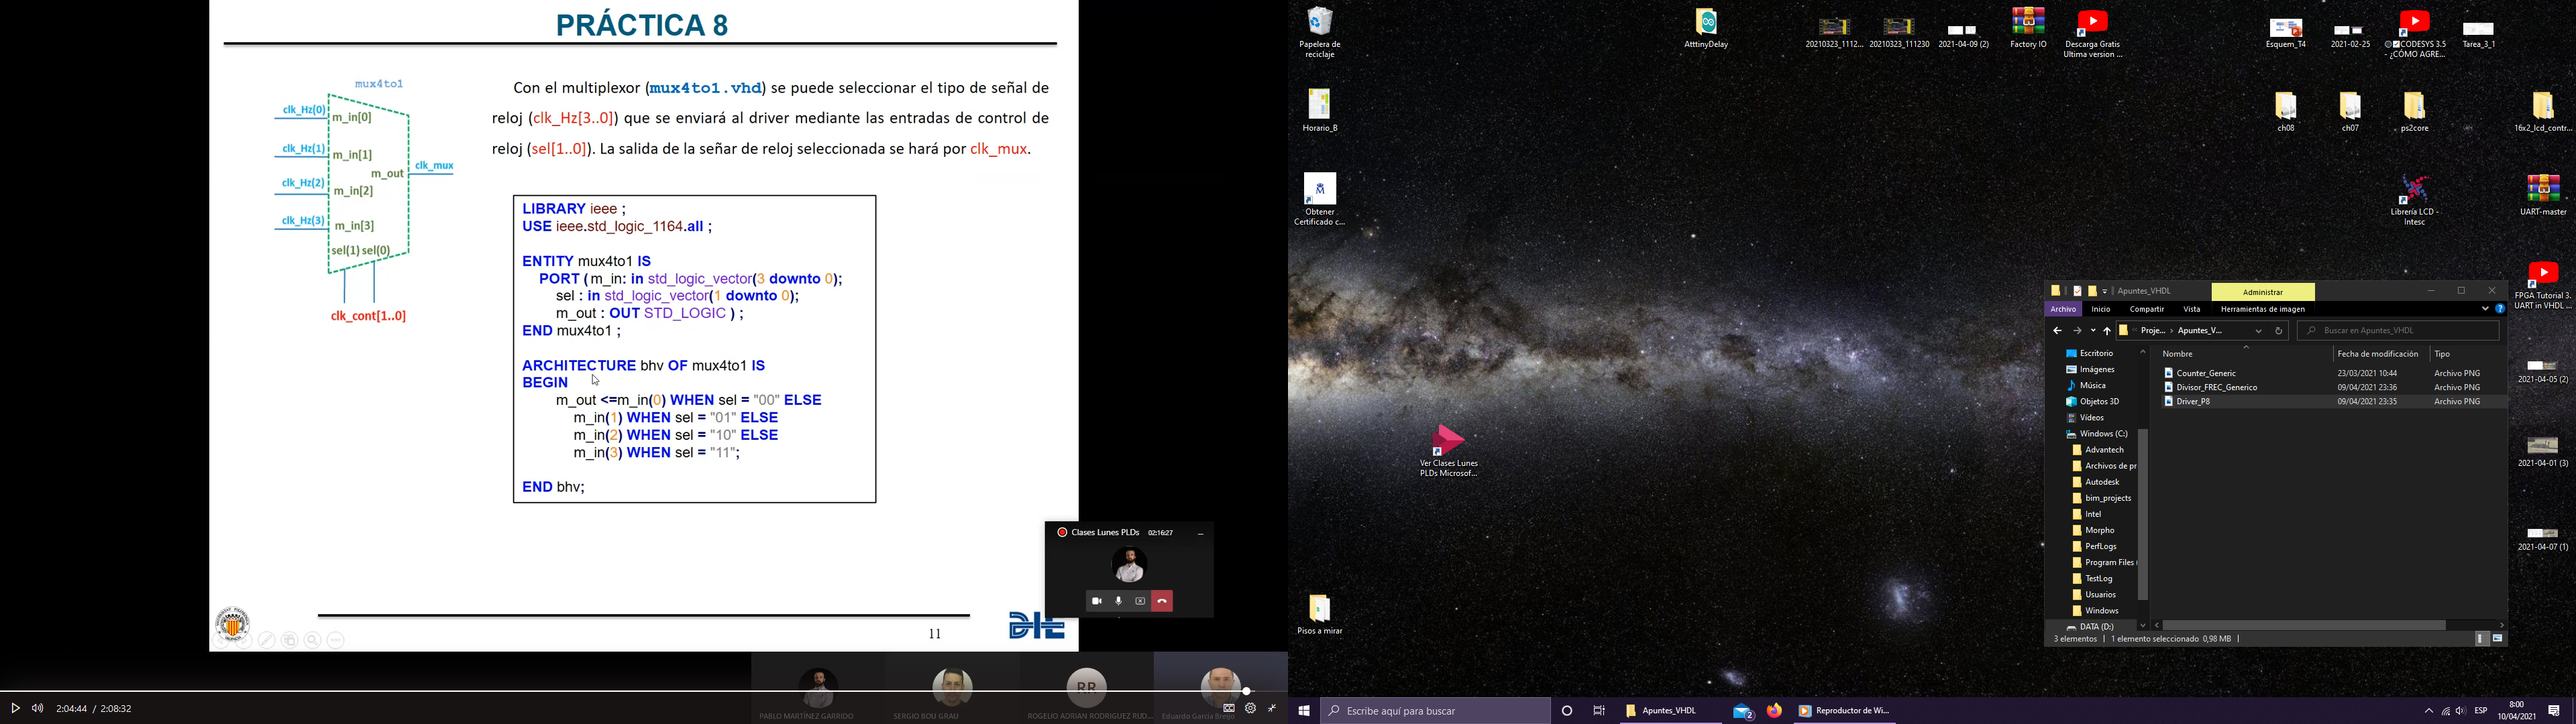 PRÁCTICA 8
mux4to1
clk_Hz(0)
m_in[0]
clk_Hz(1)
m_in[1]
m_out
clk_mux
clk_Hz(2)
m_in[2]
clk_Hz(3)
m_in[3]
sel(1) sel(0)
clk_cont[1..0]
Con el multiplexor (mux4to1.vhd) se puede seleccionar el tipo de señal de
reloj (clk_Hz[3..0]) que se enviará al driver mediante las entradas de control de
reloj (sel[1..0]). La salida de la señar de reloj seleccionada se hará por clk_mux.
LIBRARY ieee ;
USE ieee.std_logic_1164.all ;
ENTITY mux4to1 IS
PORT ( m_in: in std_logic_vector(3 downto 0);
sel : in std_logic_vector(1 downto 0);
m_out : OUT STD_LOGIC ) ;
END mux4to1 ;
ARCHITECTURE bhv OF mux4to1 IS
BEGIN
m_out <=m_in(0) WHEN sel = "00" ELSE
m_in(1) WHEN sel = "01" ELSE
m_in(2) WHEN sel = "10" ELSE
m_in(3) WHEN sel = "11";
END bhv;
11
DIE
Clases Lunes PLDs 02:16:27
RR
PABLO MARTÍNEZ GARRIDO
SERGIO BOU GRAU
ROGELIO ADRIAN RODRIGUEZ RUD...
Eduardo García Breijo
2:04:44 / 2:08:32
Papelera de
reciclaje
Horario_B
Obtener
Certificado c...
Ver Clases Lunes
PLDs Microsof...
Pisos a mirar
AtttinyDelay
20210323_1112...
20210323_111230
2021-04-09 (2)
Factory IO
Descarga Gratis
Ultima version ...
Esquem_T4
2021-02-25
CODESYS 3.5
¿CÓMO AGRE...
Tarea_3_1
ch08
ch07
ps2core
16x2_lcd_contr...
Librería LCD -
Intesc
UART-master
FPGA Tutorial 3.
UART in VHDL ...
2021-04-05 (2)
2021-04-01 (3)
2021-04-07 (1)
Apuntes_VHDL
Administrar
Archivo
Inicio
Compartir
Vista
Herramientas de imagen
Proje...
Apuntes_V...
Buscar en Apuntes_VHDL
Escritorio
Imágenes
Música
Objetos 3D
Vídeos
Windows (C:)
Advantech
Archivos de pr
Autodesk
bim_projects
Intel
Morpho
PerfLogs
Program Files
TestLog
Usuarios
Windows
DATA (D:)
Nombre
Fecha de modificación
Tipo
Counter_Generic 23/03/2021 10:44 Archivo PNG
Divisor_FREC_Generico 09/04/2021 23:36 Archivo PNG
Driver_P8 09/04/2021 23:35 Archivo PNG
3 elementos
1 elemento seleccionado 0,98 MB
Escribe aquí para buscar
Apuntes_VHDL
2
Reproductor de Wi...
ESP
8:00
10/04/2021